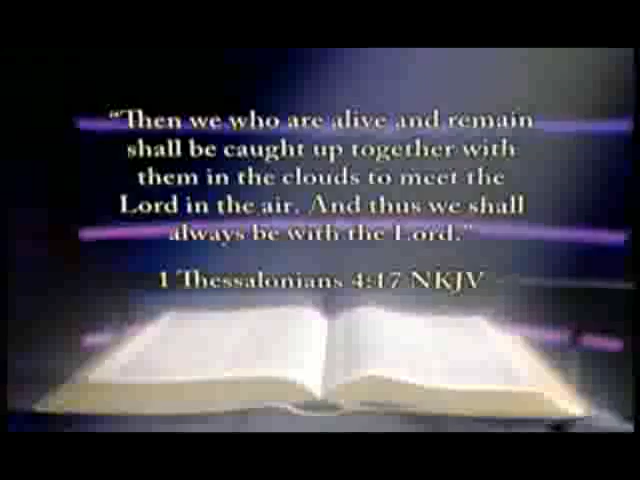 "Then we who are alive and remain
shall be caught up together with
them in the clouds to meet the
Lord in the air. And thus we shall
always be with the Lord."
1 Thessalonians 4:17 NKJV